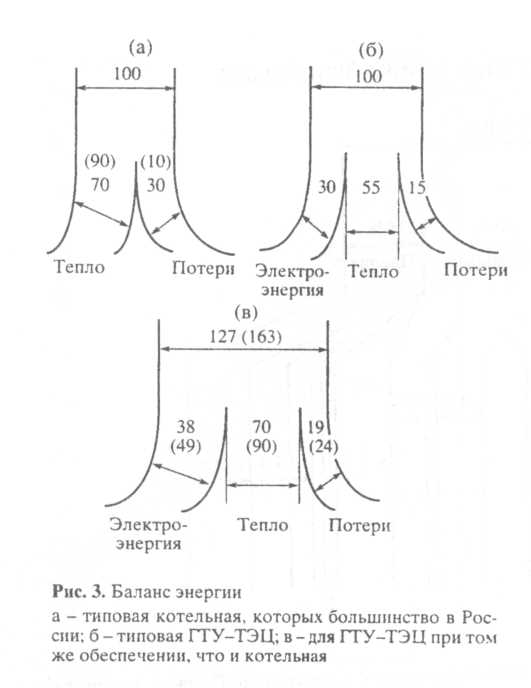 (а) (б)
100 100
(90) (10)
70 30 30 55 15
Тепло Потери Электро- Тепло Потери
энергия
(в)
127 (163)
38 70 19
(49) (90) (24)
Электро- Тепло Потери
энергия
Рис. 3. Баланс энергии
а – типовая котельная, которых большинство в Рос-
сии; б – типовая ГТУ–ТЭЦ; в – для ГТУ–ТЭЦ при том
же обеспечении, что и котельная